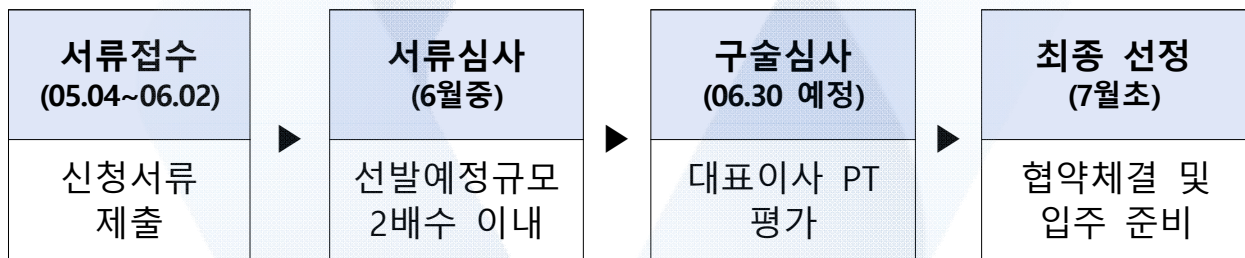 서류접수
(05.04~06.02)
신청서류
제출
▶
서류심사
(6월중)
선발예정규모
2배수 이내
▶
구술심사
(06.30 예정)
대표이사 PT
평가
▶
최종 선정
(7월초)
협약체결 및
입주 준비